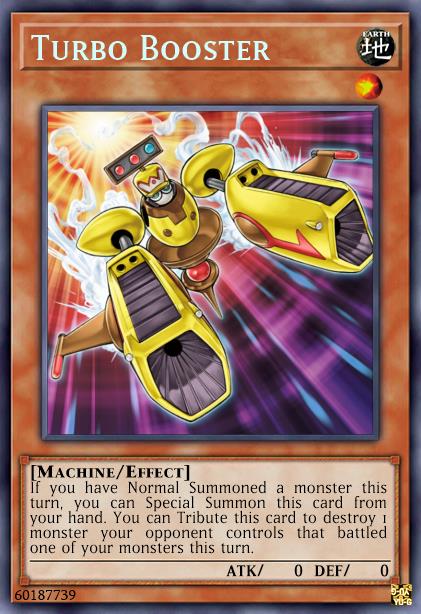 Turbo Booster
EARTH
地
[Machine/Effect]
If you have Normal Summoned a monster this
turn, you can Special Summon this card from
your hand. You can Tribute this card to destroy 1
monster your opponent controls that battled
one of your monsters this turn.
ATK/ 0 DEF/ 0
60187739